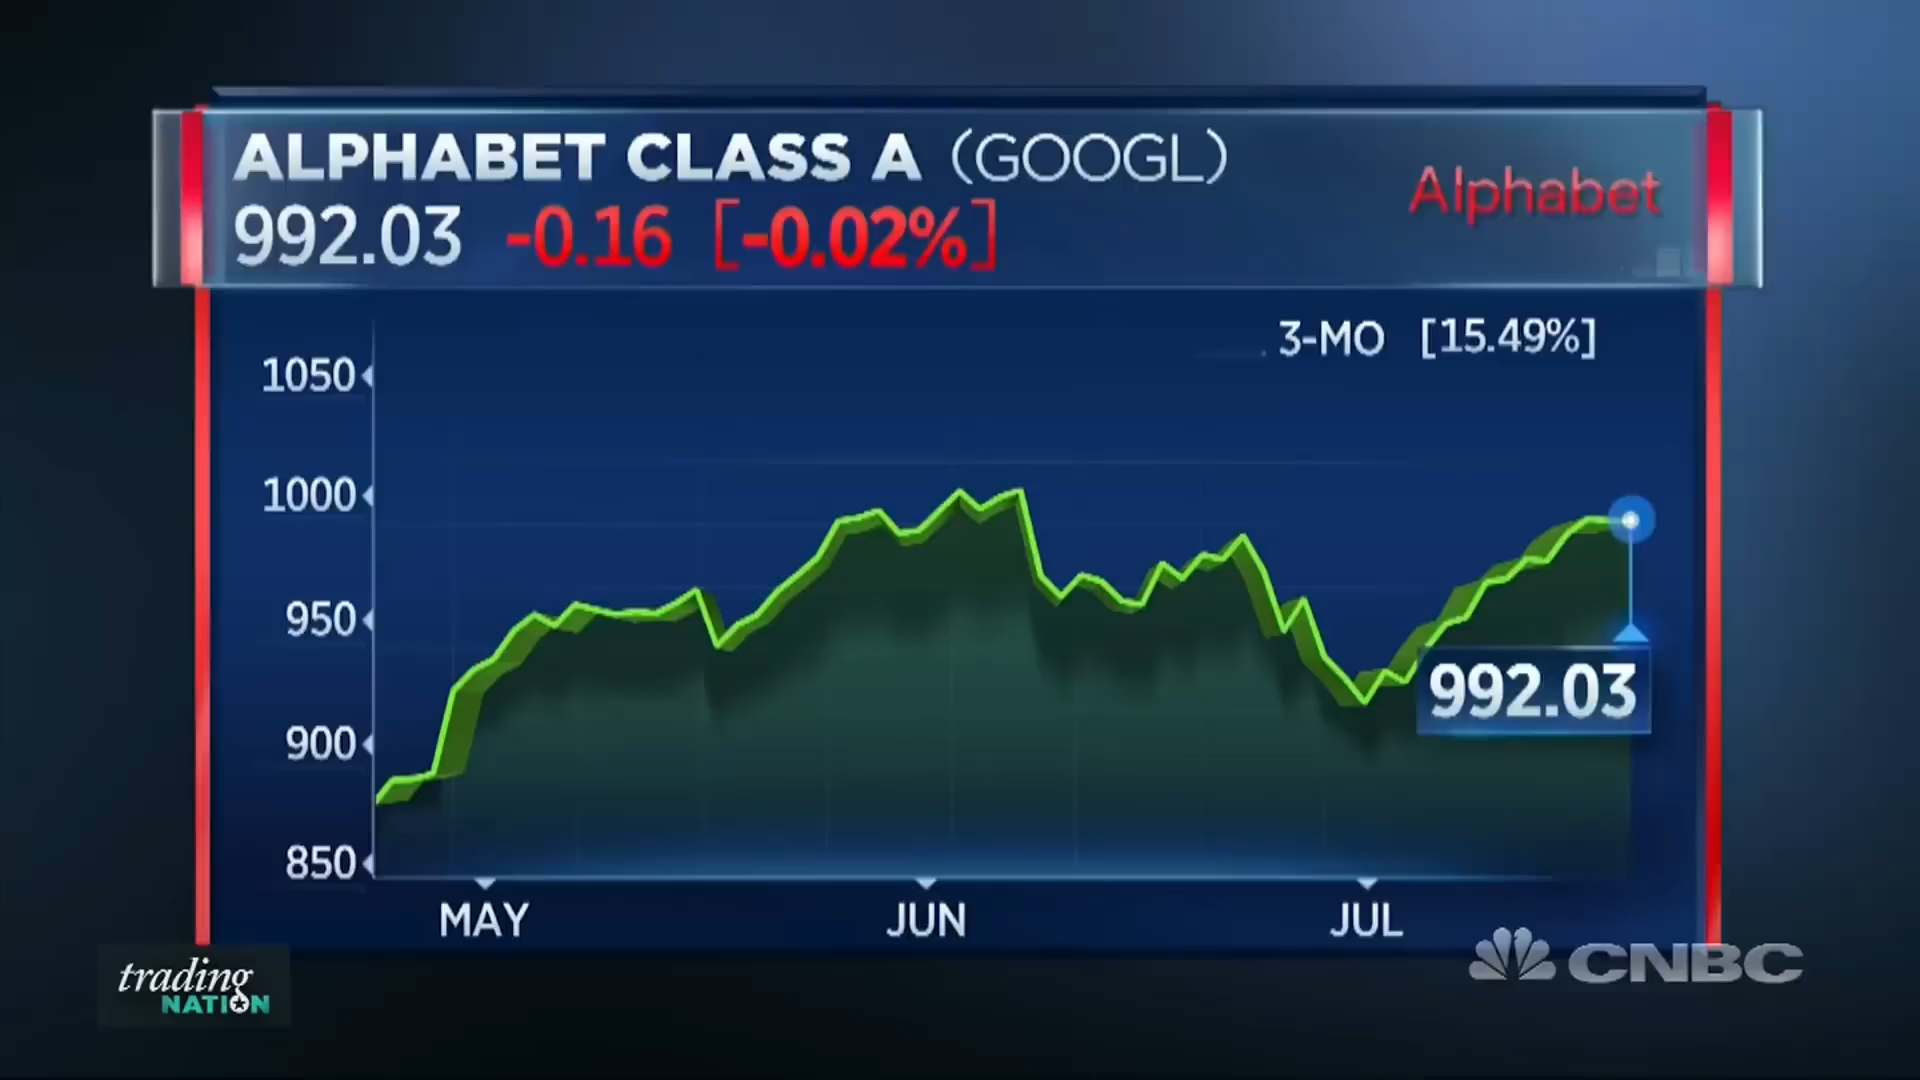 ALPHABET CLASS A (GOOGL)
992.03 -0.16 [-0.02%]
Alphabet
3-MO [15.49%]
1050
1000
950
900
850
992.03
MAY JUN JUL
trading
NATION
CNBC